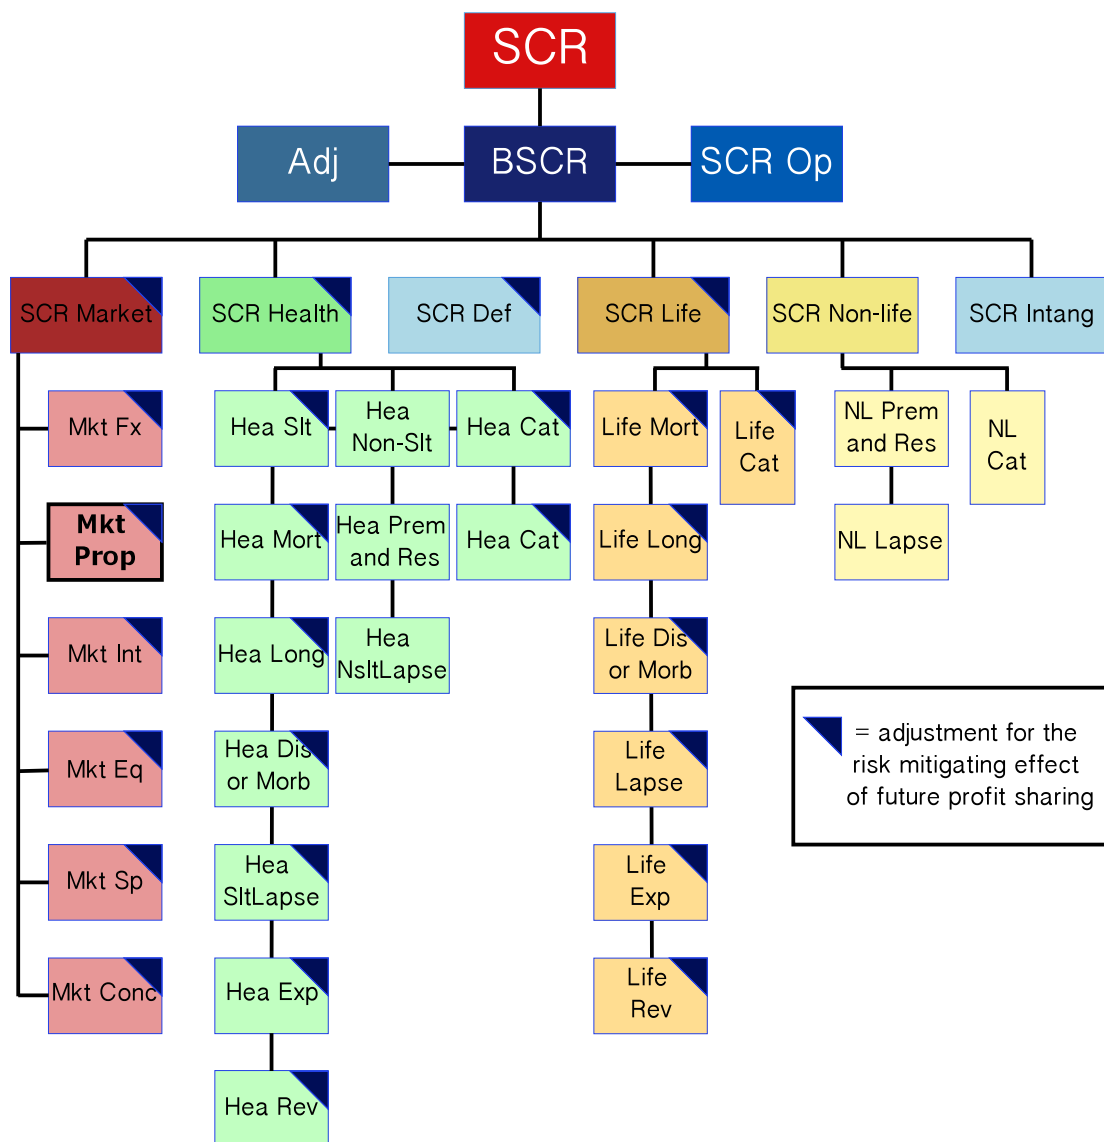 SCR
Adj
BSCR
SCR Op
SCR Market
SCR Health
SCR Def
SCR Life
SCR Non-life
SCR Intang
Mkt Fx
Mkt
Prop
Mkt Int
Mkt Eq
Mkt Sp
Mkt Conc
Hea Slt
Hea Mort
Hea Long
Hea Dis
or Morb
Hea
SltLapse
Hea Exp
Hea Rev
Hea
Non-Slt
Hea Prem
and Res
Hea
NsltLapse
Hea Cat
Hea Cat
Life Mort
Life Long
Life Dis
or Morb
Life
Lapse
Life
Exp
Life
Rev
Life
Cat
NL Prem
and Res
NL Lapse
NL
Cat
= adjustment for the
risk mitigating effect
of future profit sharing